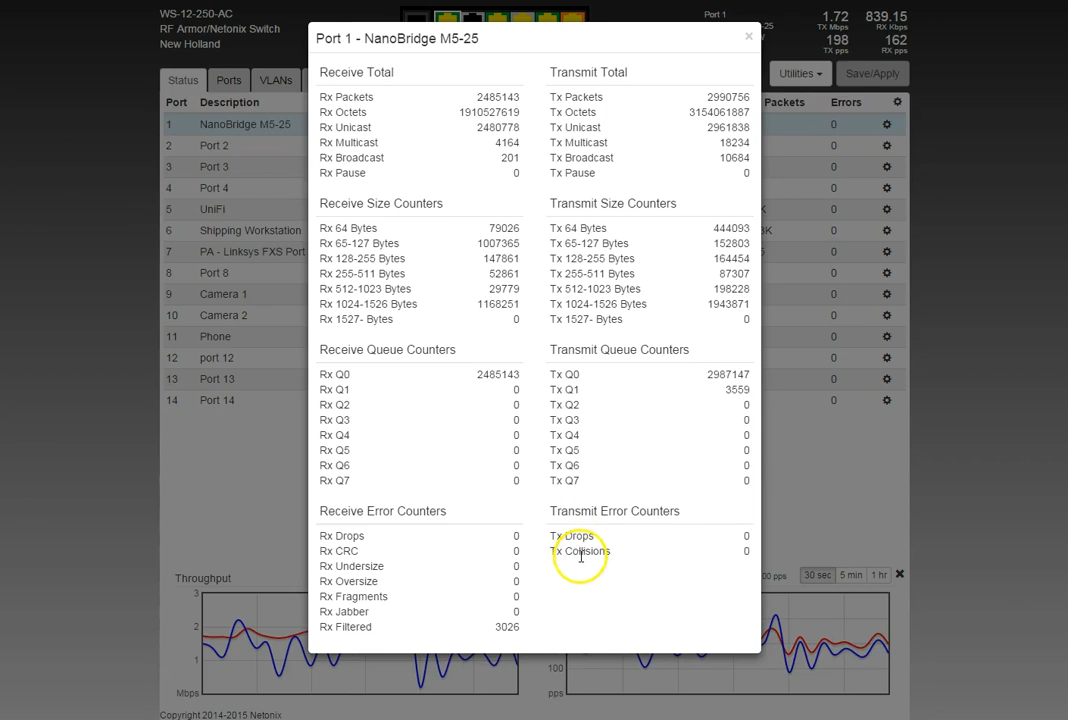 WS-12-250-AC
RF Armor/Netonix Switch
New Holland
Port 1
-25
1.72 839.15
TX Mbps RX Kbps
198 162
TX pps RX pps
Status Ports VLANs
Utilities Save/Apply
Port Description Packets Errors
1 NanoBridge M5-25 0
2 Port 2 0
3 Port 3 0
4 Port 4 0
5 UniFi K 0
6 Shipping Workstation 3K 0
7 PA - Linksys FXS Port 5 0
8 Port 8 0
9 Camera 1 0
10 Camera 2 0
11 Phone 0
12 port 12 0
13 Port 13 0
14 Port 14 0
Port 1 - NanoBridge M5-25 ×
Receive Total
Rx Packets 2485143
Rx Octets 1910527619
Rx Unicast 2480778
Rx Multicast 4164
Rx Broadcast 201
Rx Pause 0
Transmit Total
Tx Packets 2990756
Tx Octets 3154061887
Tx Unicast 2961838
Tx Multicast 18234
Tx Broadcast 10684
Tx Pause 0
Receive Size Counters
Rx 64 Bytes 79026
Rx 65-127 Bytes 1007365
Rx 128-255 Bytes 147861
Rx 255-511 Bytes 52861
Rx 512-1023 Bytes 29779
Rx 1024-1526 Bytes 1168251
Rx 1527- Bytes 0
Transmit Size Counters
Tx 64 Bytes 444093
Tx 65-127 Bytes 152803
Tx 128-255 Bytes 164454
Tx 255-511 Bytes 87307
Tx 512-1023 Bytes 198228
Tx 1024-1526 Bytes 1943871
Tx 1527- Bytes 0
Receive Queue Counters
Rx Q0 2485143
Rx Q1 0
Rx Q2 0
Rx Q3 0
Rx Q4 0
Rx Q5 0
Rx Q6 0
Rx Q7 0
Transmit Queue Counters
Tx Q0 2987147
Tx Q1 3559
Tx Q2 0
Tx Q3 0
Tx Q4 0
Tx Q5 0
Tx Q6 0
Tx Q7 0
Receive Error Counters
Rx Drops 0
Rx CRC 0
Rx Undersize 0
Rx Oversize 0
Rx Fragments 0
Rx Jabber 0
Rx Filtered 3026
Transmit Error Counters
Tx Drops 0
Tx Collisions 0
Throughput
3
2
1
Mbps
00 pps 30 sec 5 min 1 hr
100
pps
Copyright 2014-2015 Netonix